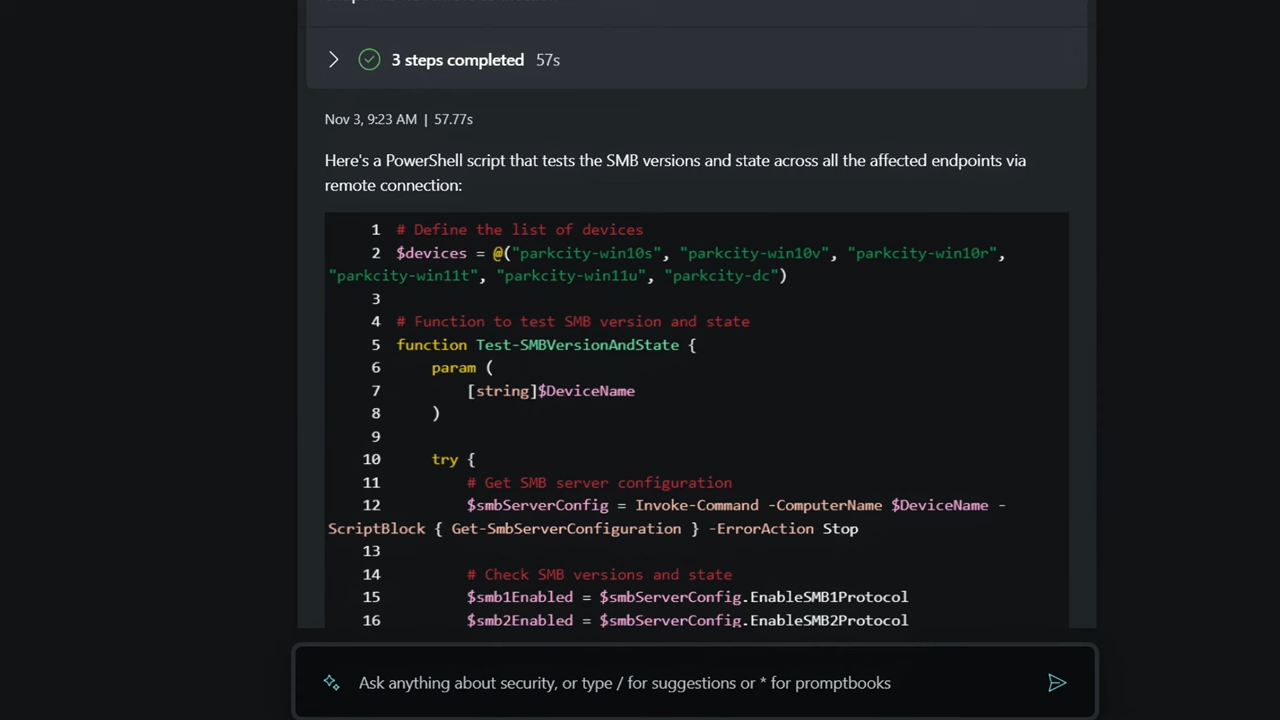 3 steps completed 57s
Nov 3, 9:23 AM | 57.77s
Here's a PowerShell script that tests the SMB versions and state across all the affected endpoints via
remote connection:
1 # Define the list of devices
2 $devices = @("parkcity-win10s", "parkcity-win10v", "parkcity-win10r",
"parkcity-win11t", "parkcity-win11u", "parkcity-dc")
3
4 # Function to test SMB version and state
5 function Test-SMBVersionAndState {
6 param (
7 [string]$DeviceName
8 )
9
10 try {
11 # Get SMB server configuration
12 $smbServerConfig = Invoke-Command -ComputerName $DeviceName -
ScriptBlock { Get-SmbServerConfiguration } -ErrorAction Stop
13
14 # Check SMB versions and state
15 $smb1Enabled = $smbServerConfig.EnableSMB1Protocol
16 $smb2Enabled = $smbServerConfig.EnableSMB2Protocol
Ask anything about security, or type / for suggestions or * for promptbooks